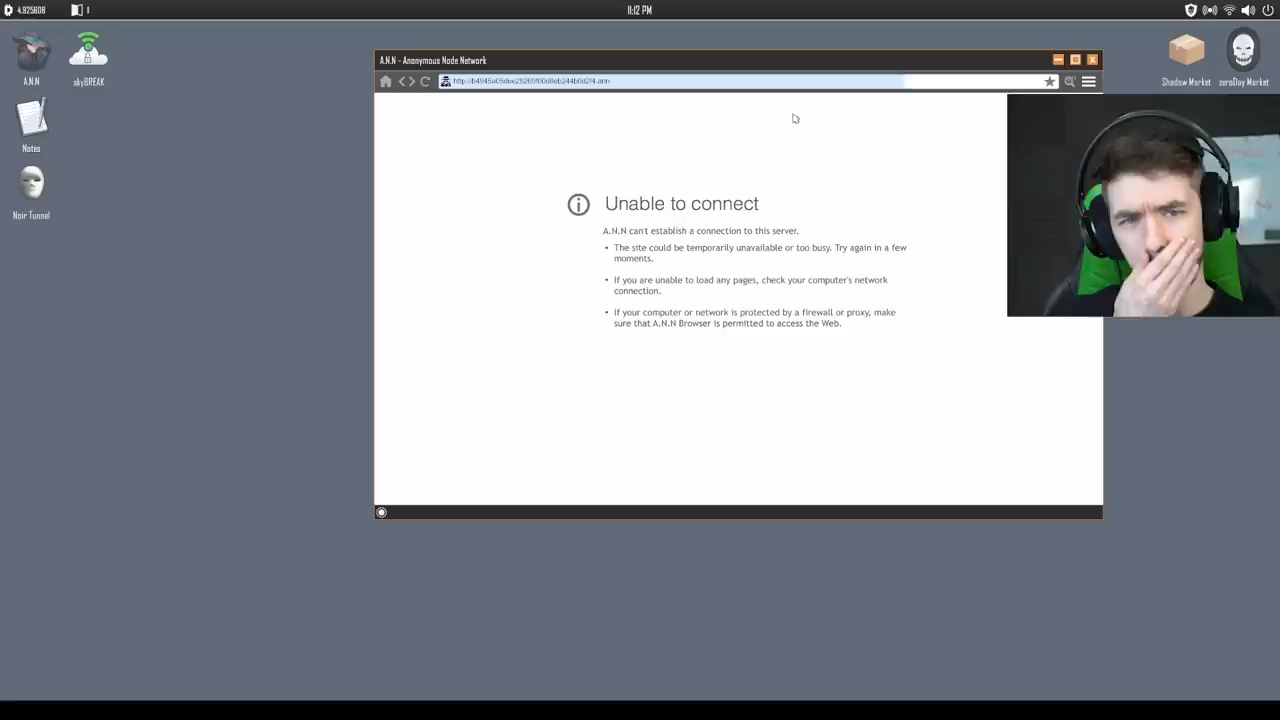 4.925608
1
11:12 PM
A.N.N
skyBREAK
Notes
Noir Tunnel
Shadow Market
zeroDay Market
A.N.N - Anonymous Node Network
Unable to connect
A.N.N can't establish a connection to this server.
• The site could be temporarily unavailable or too busy. Try again in a few
moments.
• If you are unable to load any pages, check your computer's network
connection.
• If your computer or network is protected by a firewall or proxy, make
sure that A.N.N Browser is permitted to access the Web.